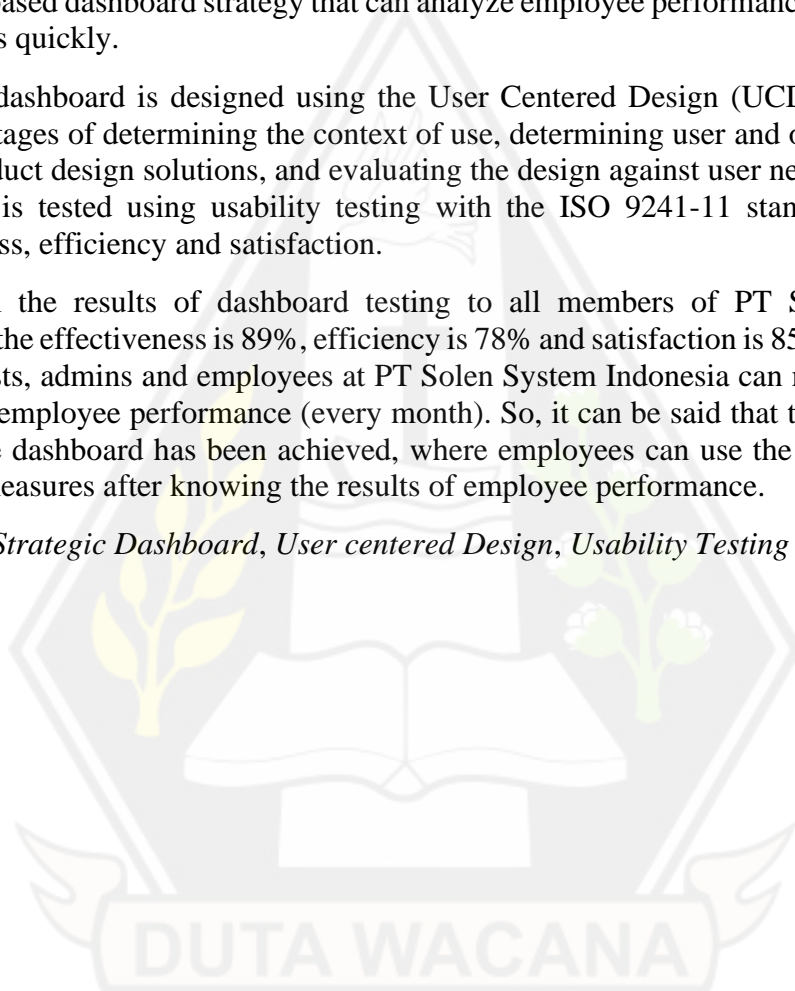 based dashboard strategy that can analyze employee performance
s quickly.
dashboard is designed using the User Centered Design (UCD
tages of determining the context of use, determining user and o
duct design solutions, and evaluating the design against user ne
is tested using usability testing with the ISO 9241-11 stan
ss, efficiency and satisfaction.
the results of dashboard testing to all members of PT S
the effectiveness is 89%, efficiency is 78% and satisfaction is 85
sts, admins and employees at PT Solen System Indonesia can
employee performance (every month). So, it can be said that t
e dashboard has been achieved, where employees can use the
measures after knowing the results of employee performance.
Strategic Dashboard, User centered Design, Usability Testing
DUTA WACANA